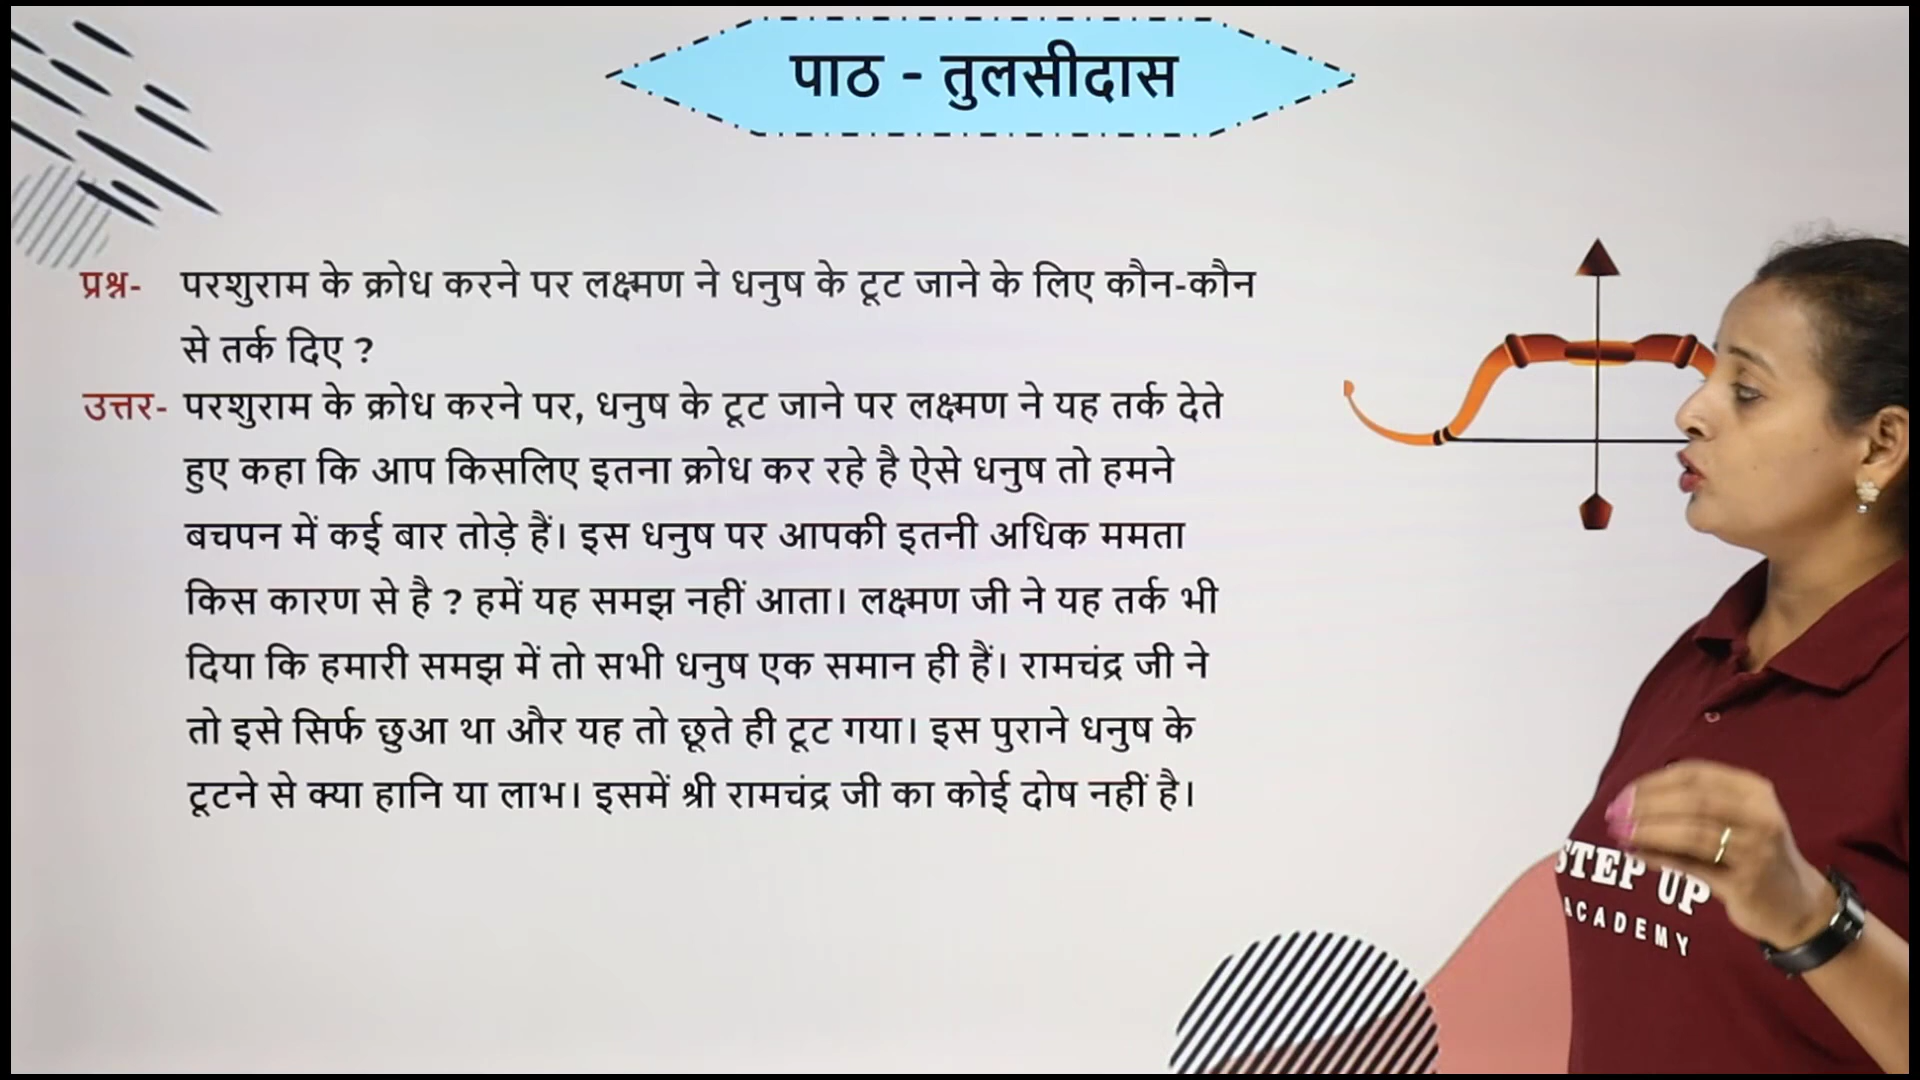 पाठ - तुलसीदास
प्रश्न- परशुराम के क्रोध करने पर लक्ष्मण ने धनुष के टूट जाने के लिए कौन-कौन
से तर्क दिए ?
उत्तर- परशुराम के क्रोध करने पर, धनुष के टूट जाने पर लक्ष्मण ने यह तर्क देते
हुए कहा कि आप किसलिए इतना क्रोध कर रहे है ऐसे धनुष तो हमने
बचपन में कई बार तोड़े हैं। इस धनुष पर आपकी इतनी अधिक ममता
किस कारण से है ? हमें यह समझ नहीं आता। लक्ष्मण जी ने यह तर्क भी
दिया कि हमारी समझ में तो सभी धनुष एक समान ही हैं। रामचंद्र जी ने
तो इसे सिर्फ छुआ था और यह तो छूते ही टूट गया। इस पुराने धनुष के
टूटने से क्या हानि या लाभ। इसमें श्री रामचंद्र जी का कोई दोष नहीं है।
STEP UP
ACADEMY